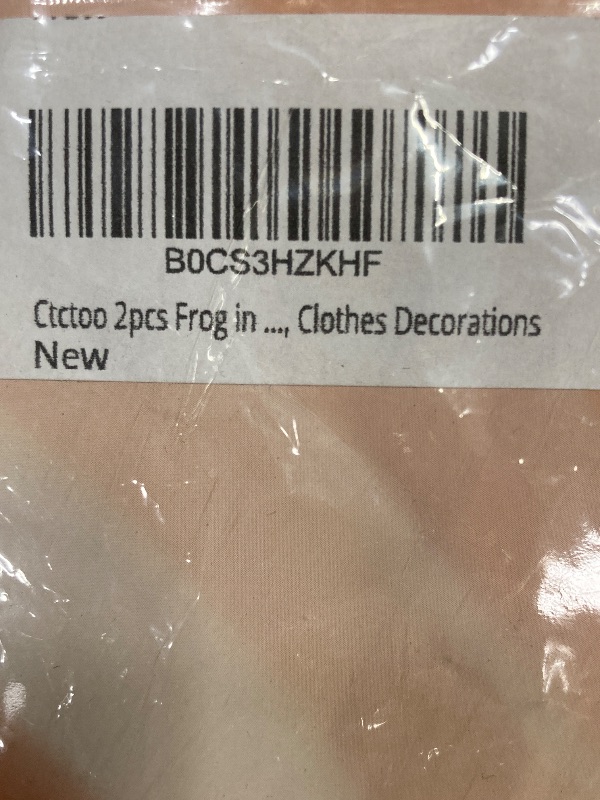 B0CS3HZKHF
Ctctoo 2pcs Frog in ..., Clothes Decorations
New